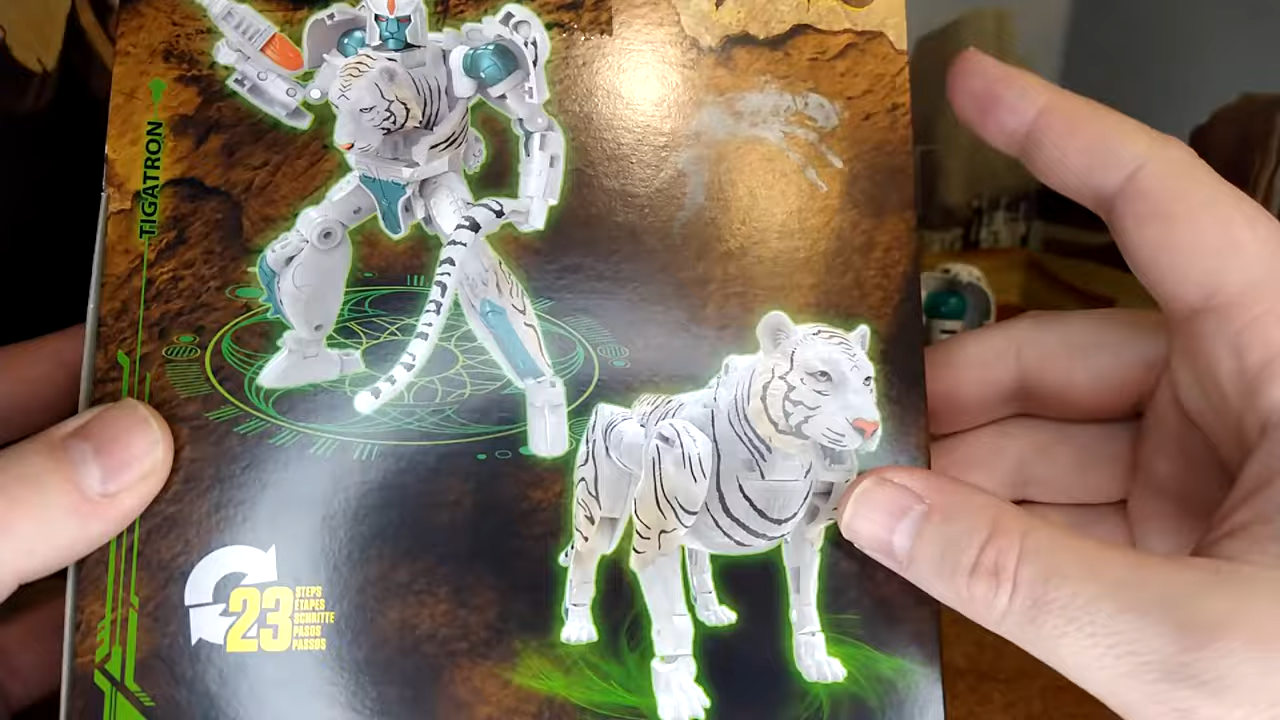 TIGATRON
23
STEPS
ÉTAPES
SCHRITTE
PASOS
PASSOS